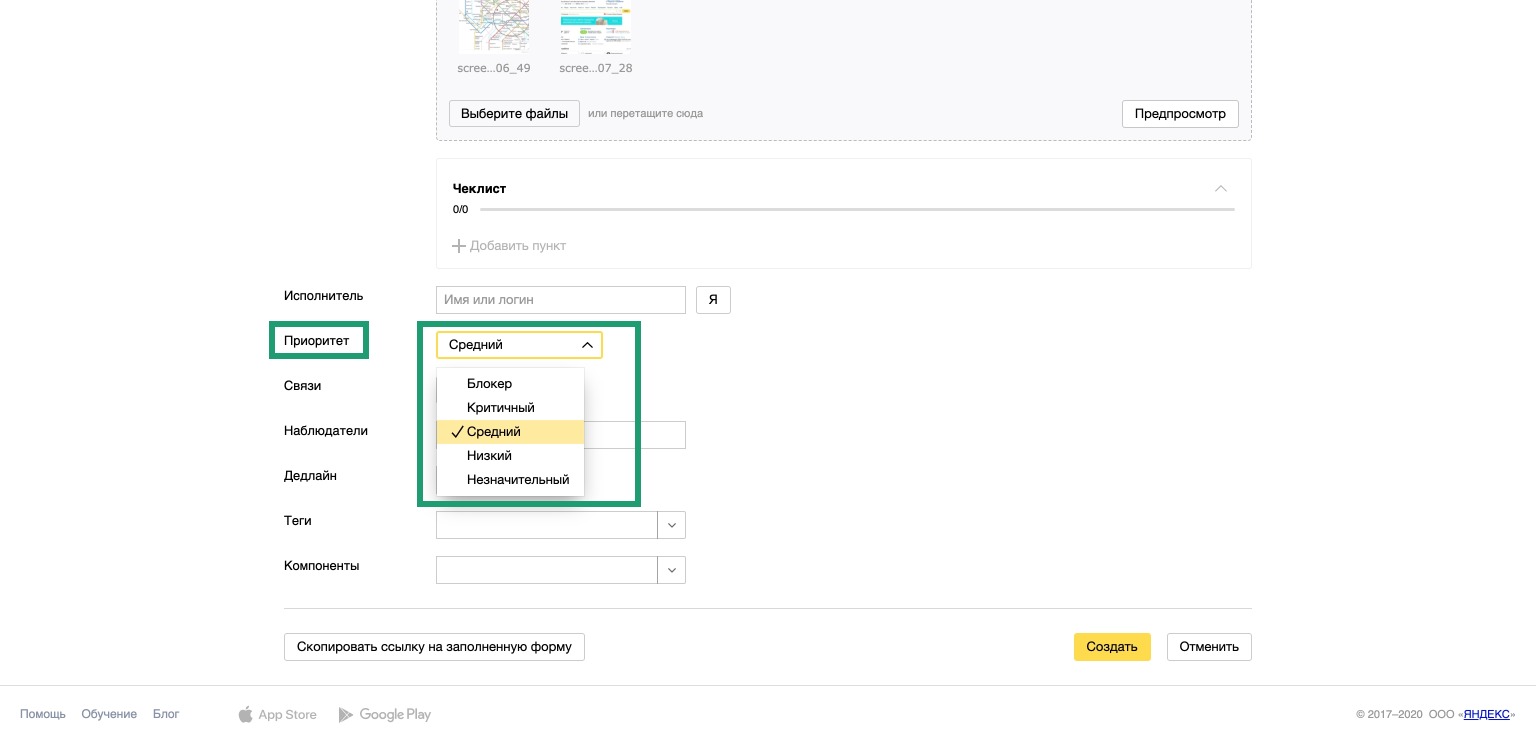 scree...06_49 scree...07_28
Выберите файлы или перетащите сюда Предпросмотр
Чеклист
0/0
Добавить пункт
Исполнитель Имя или логин Я
Приоритет Средний
Связи
Блокер
Критичный
Наблюдатели Средний
Низкий
Дедлайн Незначительный
Теги
Компоненты
Скопировать ссылку на заполненную форму Создать Отменить
Помощь Обучение Блог App Store Google Play © 2017–2020 ООО «ЯНДЕКС»